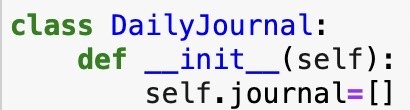 class DailyJournal:
    def __init__(self):
        self.journal=[]